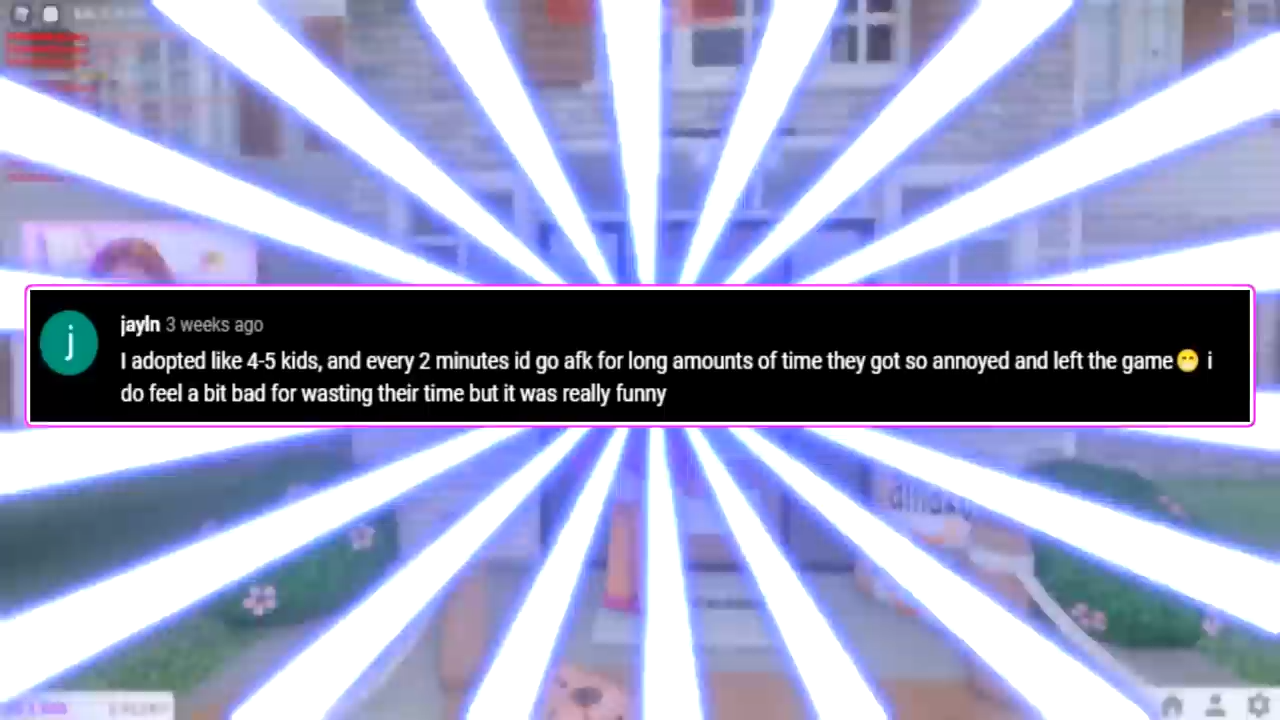 j
jayln 3 weeks ago
I adopted like 4-5 kids, and every 2 minutes id go afk for long amounts of time they got so annoyed and left the game😁 i
do feel a bit bad for wasting their time but it was really funny